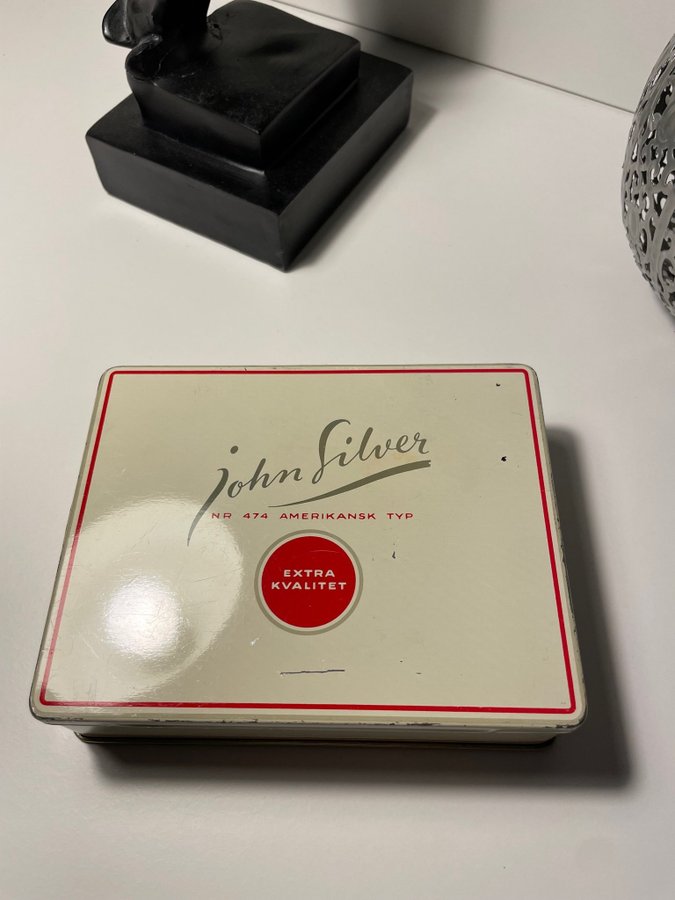 John Silver
NR 474 AMERIKANSK TYP
EXTRA
KVALITET